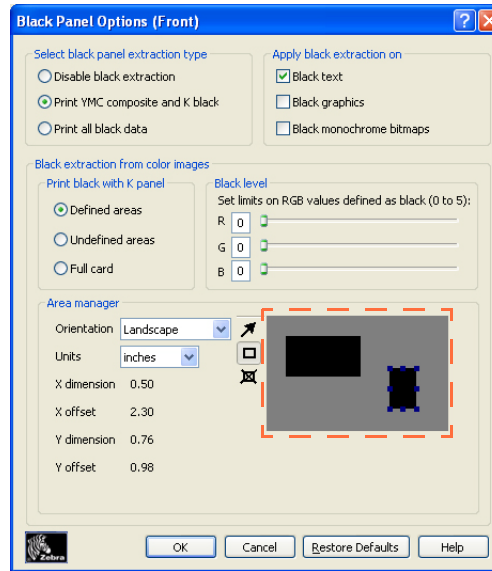 Black Panel Options (Front)
?
X
Select black panel extraction type
Disable black extraction
Print YMC composite and K black
Print all black data
Apply black extraction on
Black text
Black graphics
Black monochrome bitmaps
Black extraction from color images
Print black with K panel
Defined areas
Undefined areas
Full card
Black level
Set limits on RGB values defined as black (0 to 5):
R 0
G 0
B 0
Area manager
Orientation Landscape
Units inches
X dimension 0.50
X offset 2.30
Y dimension 0.76
Y offset 0.98
Zebra
OK Cancel Restore Defaults Help